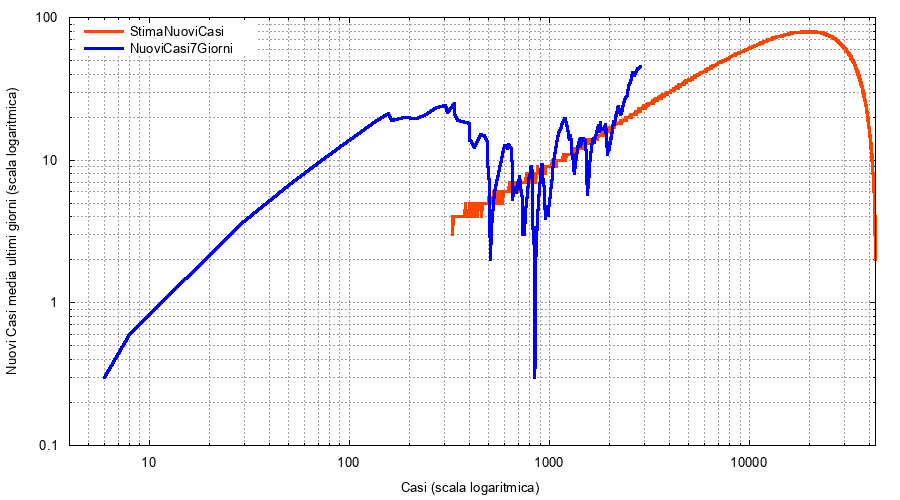 100
StimaNuoviCasi
NuoviCasi7Giorni
10
1
0.1
Nuovi Casi media ultimi giorni (scala logaritmica)
10
100
1000
10000
Casi (scala logaritmica)